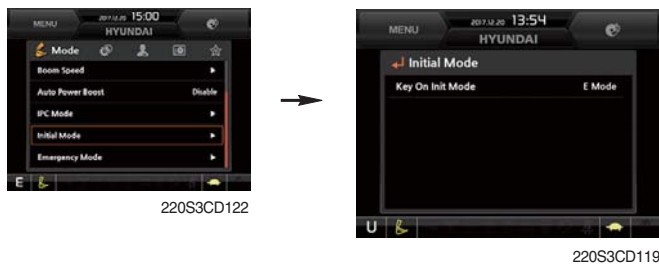 MENU
2017.12.20 15:00
HYUNDAI
Mode
Boom Speed
Auto Power Boost Disable
IPC Mode
Initial Mode
Emergency Mode
E
220S3CD122
MENU
2017.12.20 13:54
HYUNDAI
Initial Mode
Key On Init Mode E Mode
U
220S3CD119